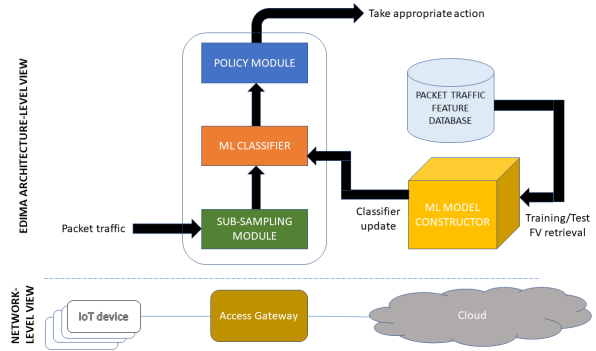 Take appropriate action
POLICY MODULE
PACKET TRAFFIC
FEATURE
DATABASE
EDIMA ARCHITECTURE-LEVEL VIEW
ML CLASSIFIER
ML MODEL
CONSTRUCTOR
Classifier
update
Training/Test
FV retrieval
Packet traffic
SUB-SAMPLING
MODULE
NETWORK-
LEVEL VIEW
IoT device
Access Gateway
Cloud